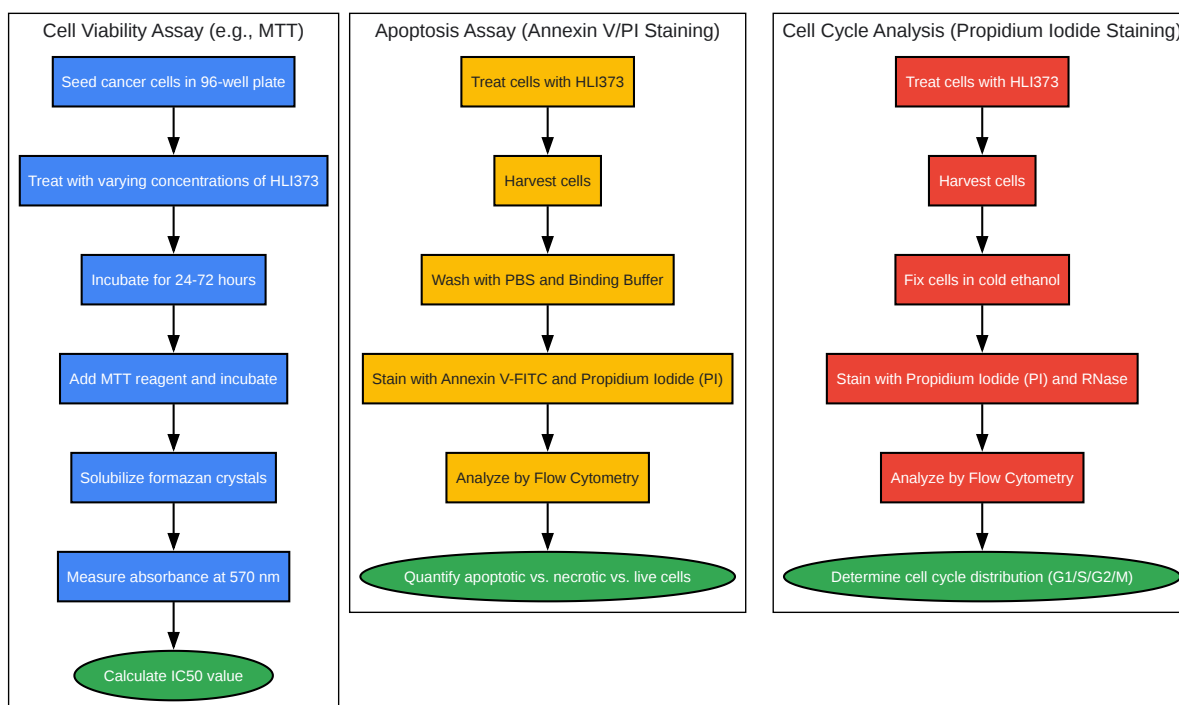 Cell Viability Assay (e.g., MTT)
Seed cancer cells in 96-well plate
Treat with varying concentrations of HLI373
Incubate for 24-72 hours
Add MTT reagent and incubate
Solubilize formazan crystals
Measure absorbance at 570 nm
Calculate IC50 value
Apoptosis Assay (Annexin V/PI Staining)
Treat cells with HLI373
Harvest cells
Wash with PBS and Binding Buffer
Stain with Annexin V-FITC and Propidium Iodide (PI)
Analyze by Flow Cytometry
Quantify apoptotic vs. necrotic vs. live cells
Cell Cycle Analysis (Propidium Iodide Staining)
Treat cells with HLI373
Harvest cells
Fix cells in cold ethanol
Stain with Propidium Iodide (PI) and RNase
Analyze by Flow Cytometry
Determine cell cycle distribution (G1/S/G2/M)